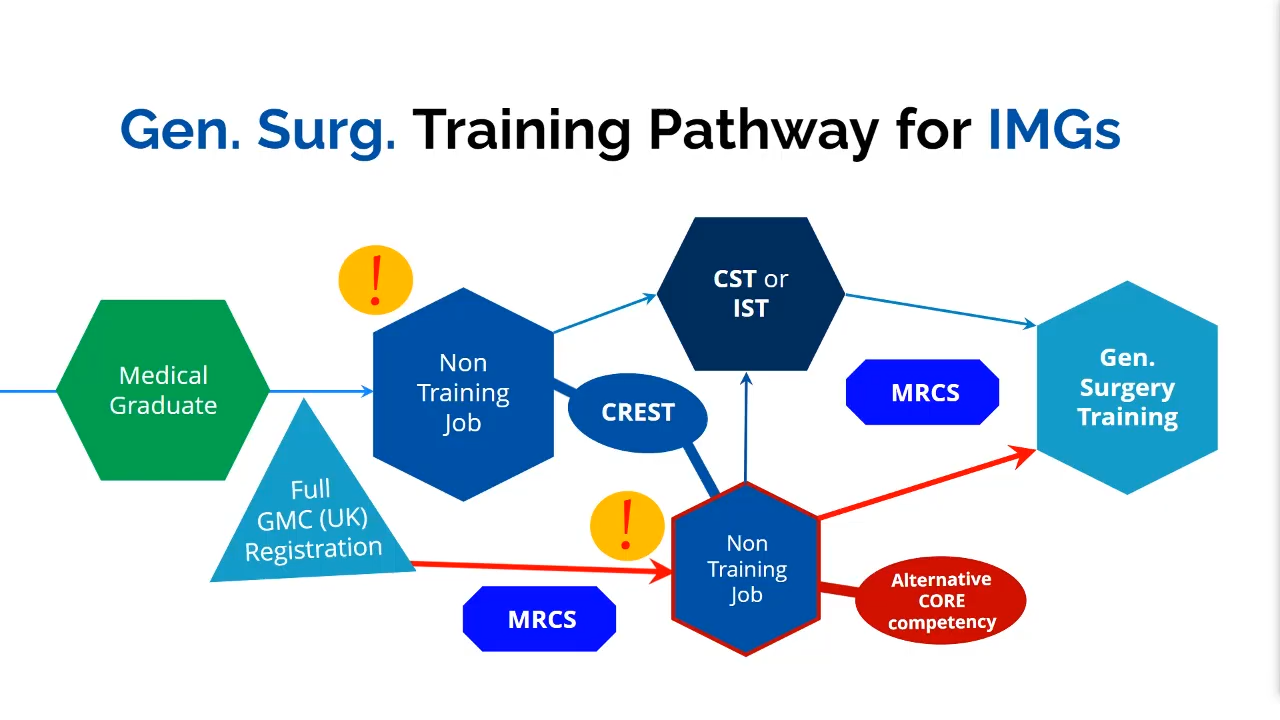 Gen. Surg. Training Pathway for IMGs
!
Medical
Graduate
Non
Training
Job
CST or
IST
CREST
MRCS
Gen.
Surgery
Training
Full
GMC (UK)
Registration
!
MRCS
Non
Training
Job
Alternative
CORE
competency